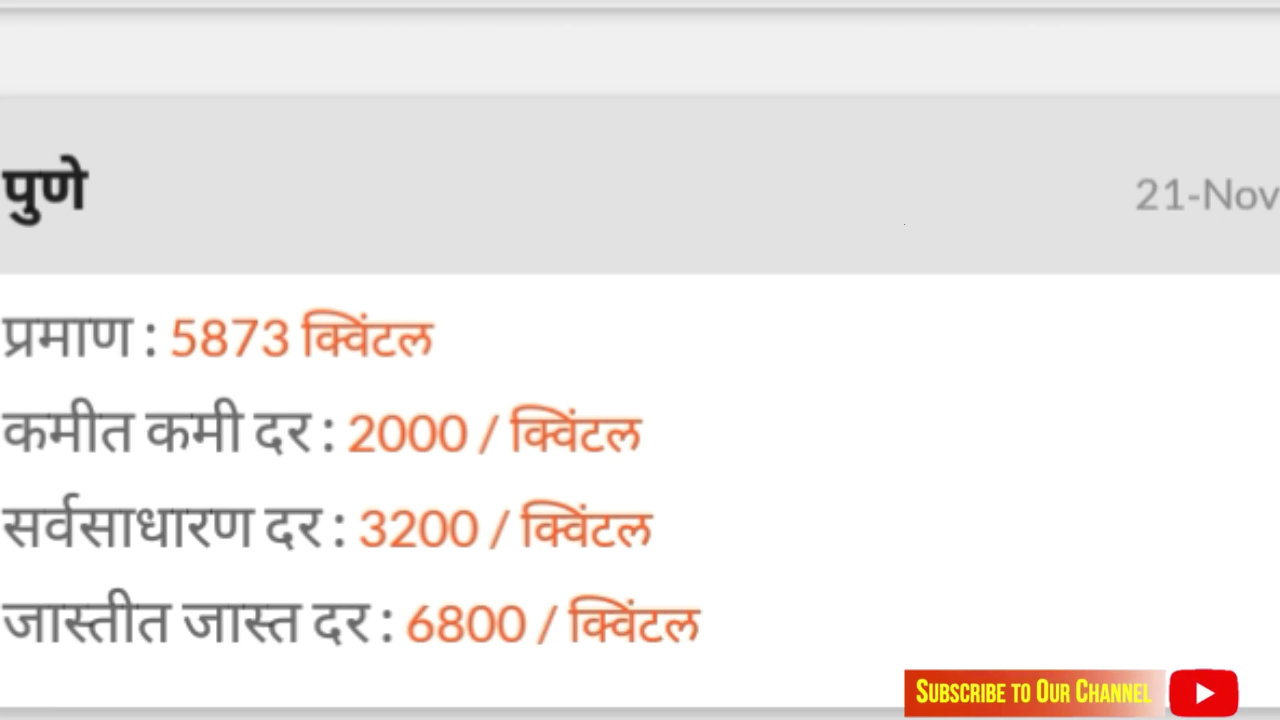 पुणे
21-Nov
प्रमाण : 5873 क्विंटल
कमीत कमी दर : 2000 / क्विंटल
सर्वसाधारण दर : 3200 / क्विंटल
जास्तीत जास्त दर : 6800 / क्विंटल
SUBSCRIBE TO OUR CHANNEL